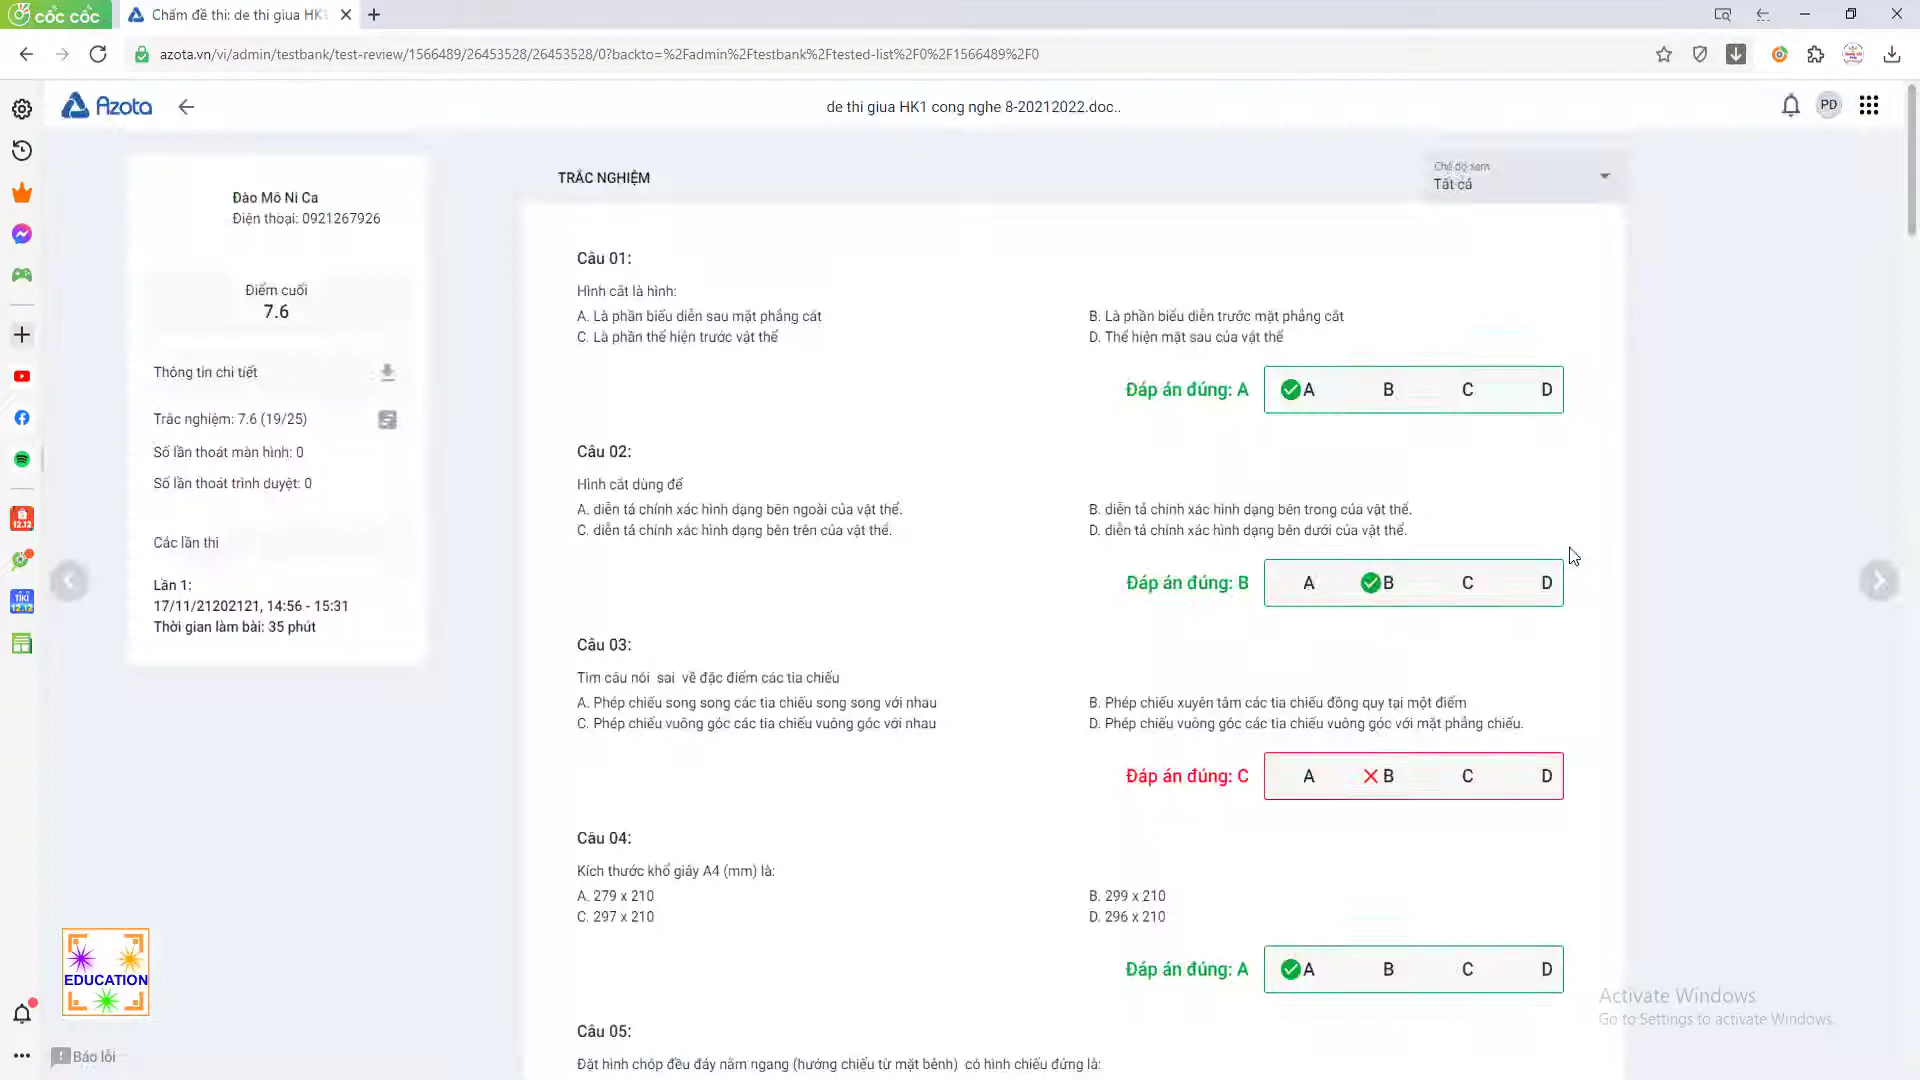 cốc cốc
Chấm đề thi: de thi giua HK1
azota.vn/vi/admin/testbank/test-review/1566489/26453528/26453528/0?backto=%2Fadmin%2Ftestbank%2Ftested-list%2F0%2F1566489%2F0
Azota
de thi giua HK1 cong nghe 8-20212022.doc..
PD
Đào Mô Ni Ca
Điện thoại: 0921267926
Điểm cuối
7.6
Thông tin chi tiết
Trắc nghiệm: 7.6 (19/25)
Số lần thoát màn hình: 0
Số lần thoát trình duyệt: 0
Các lần thi
Lần 1:
17/11/21202121, 14:56 - 15:31
Thời gian làm bài: 35 phút
TRẮC NGHIỆM
Chế độ xem
Tất cả
Câu 01:
Hình cắt là hình:
A. Là phần biểu diễn sau mặt phẳng cắt
B. Là phần biểu diễn trước mặt phẳng cắt
C. Là phần thể hiện trước vật thể
D. Thể hiện mặt sau của vật thể
Đáp án đúng: A A B C D
Câu 02:
Hình cắt dùng để
A. diễn tả chính xác hình dạng bên ngoài của vật thể.
B. diễn tả chính xác hình dạng bên trong của vật thể.
C. diễn tả chính xác hình dạng bên trên của vật thể.
D. diễn tả chính xác hình dạng bên dưới của vật thể.
Đáp án đúng: B A B C D
Câu 03:
Tìm câu nói sai về đặc điểm các tia chiếu
A. Phép chiếu song song các tia chiếu song song với nhau
B. Phép chiếu xuyên tâm các tia chiếu đồng quy tại một điểm
C. Phép chiếu vuông góc các tia chiếu vuông góc với nhau
D. Phép chiếu vuông góc các tia chiếu vuông góc với mặt phẳng chiếu.
Đáp án đúng: C A B C D
Câu 04:
Kích thước khổ giấy A4 (mm) là:
A. 279 x 210
B. 299 x 210
C. 297 x 210
D. 296 x 210
Đáp án đúng: A A B C D
Câu 05:
Đặt hình chóp đều đáy nằm ngang (hướng chiếu từ mặt bênh) có hình chiếu đứng là:
12.12
TIKI
12.12
EDUCATION
Báo lỗi
Activate Windows
Go to Settings to activate Windows.